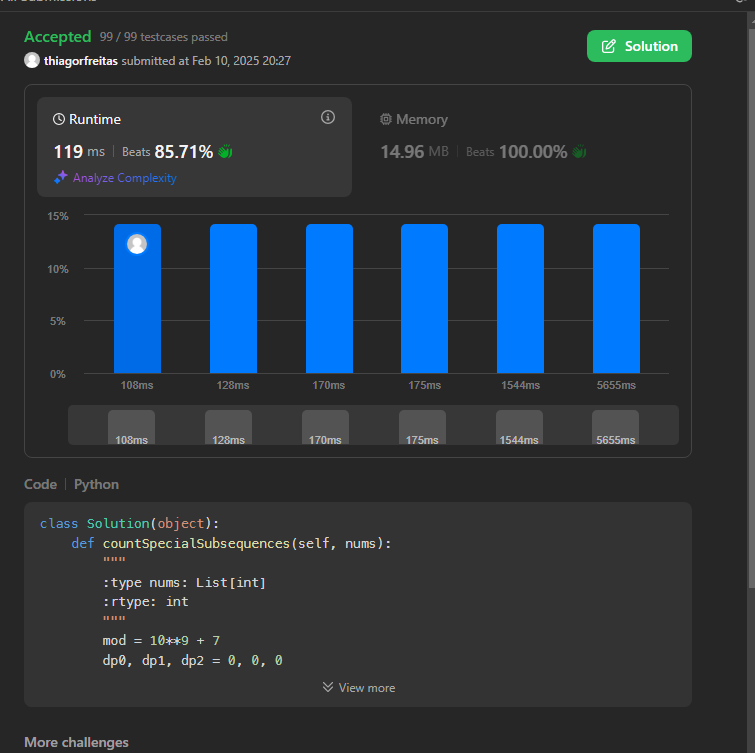 Accepted 99 / 99 testcases passed
Solution
thiagorfreitas submitted at Feb 10, 2025 20:27
Runtime
Memory
119 ms | Beats 85.71%
14.96 MB | Beats 100.00%
Analyze Complexity
15%
10%
5%
0%
108ms 128ms 170ms 175ms 1544ms 5655ms
108ms 128ms 170ms 175ms 1544ms 5655ms
Code | Python
class Solution(object):
    def countSpecialSubsequences(self, nums):
        """
        :type nums: List[int]
        :rtype: int
        """
        mod = 10**9 + 7
        dp0, dp1, dp2 = 0, 0, 0
View more
More challenges